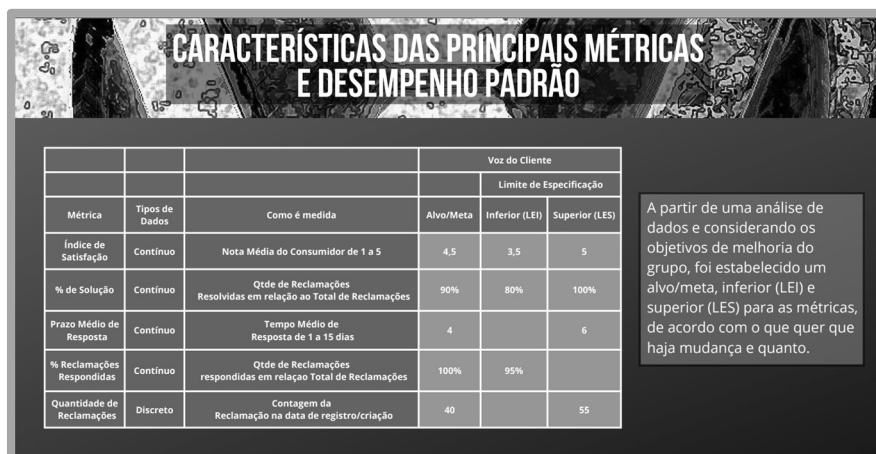 CARACTERÍSTICAS DAS PRINCIPAIS MÉTRICAS
E DESEMPENHO PADRÃO
Voz do Cliente
Limite de Especificação
Métrica Tipos de Dados Como é medida Alvo/Meta Inferior (LEI) Superior (LES)
Índice de Satisfação Contínuo Nota Média do Consumidor de 1 a 5 4,5 3,5 5
% de Solução Contínuo Qtde de Reclamações Resolvidas em relação ao Total de Reclamações 90% 80% 100%
Prazo Médio de Resposta Contínuo Tempo Médio de Resposta de 1 a 15 dias 4 6
% Reclamações Respondidas Contínuo Qtde de Reclamações respondidas em relaçao Total de Reclamações 100% 95%
Quantidade de Reclamações Discreto Contagem da Reclamação na data de registro/criação 40 55
A partir de uma análise de
dados e considerando os
objetivos de melhoria do
grupo, foi estabelecido um
alvo/meta, inferior (LEI) e
superior (LES) para as métricas,
de acordo com o que quer que
haja mudança e quanto.